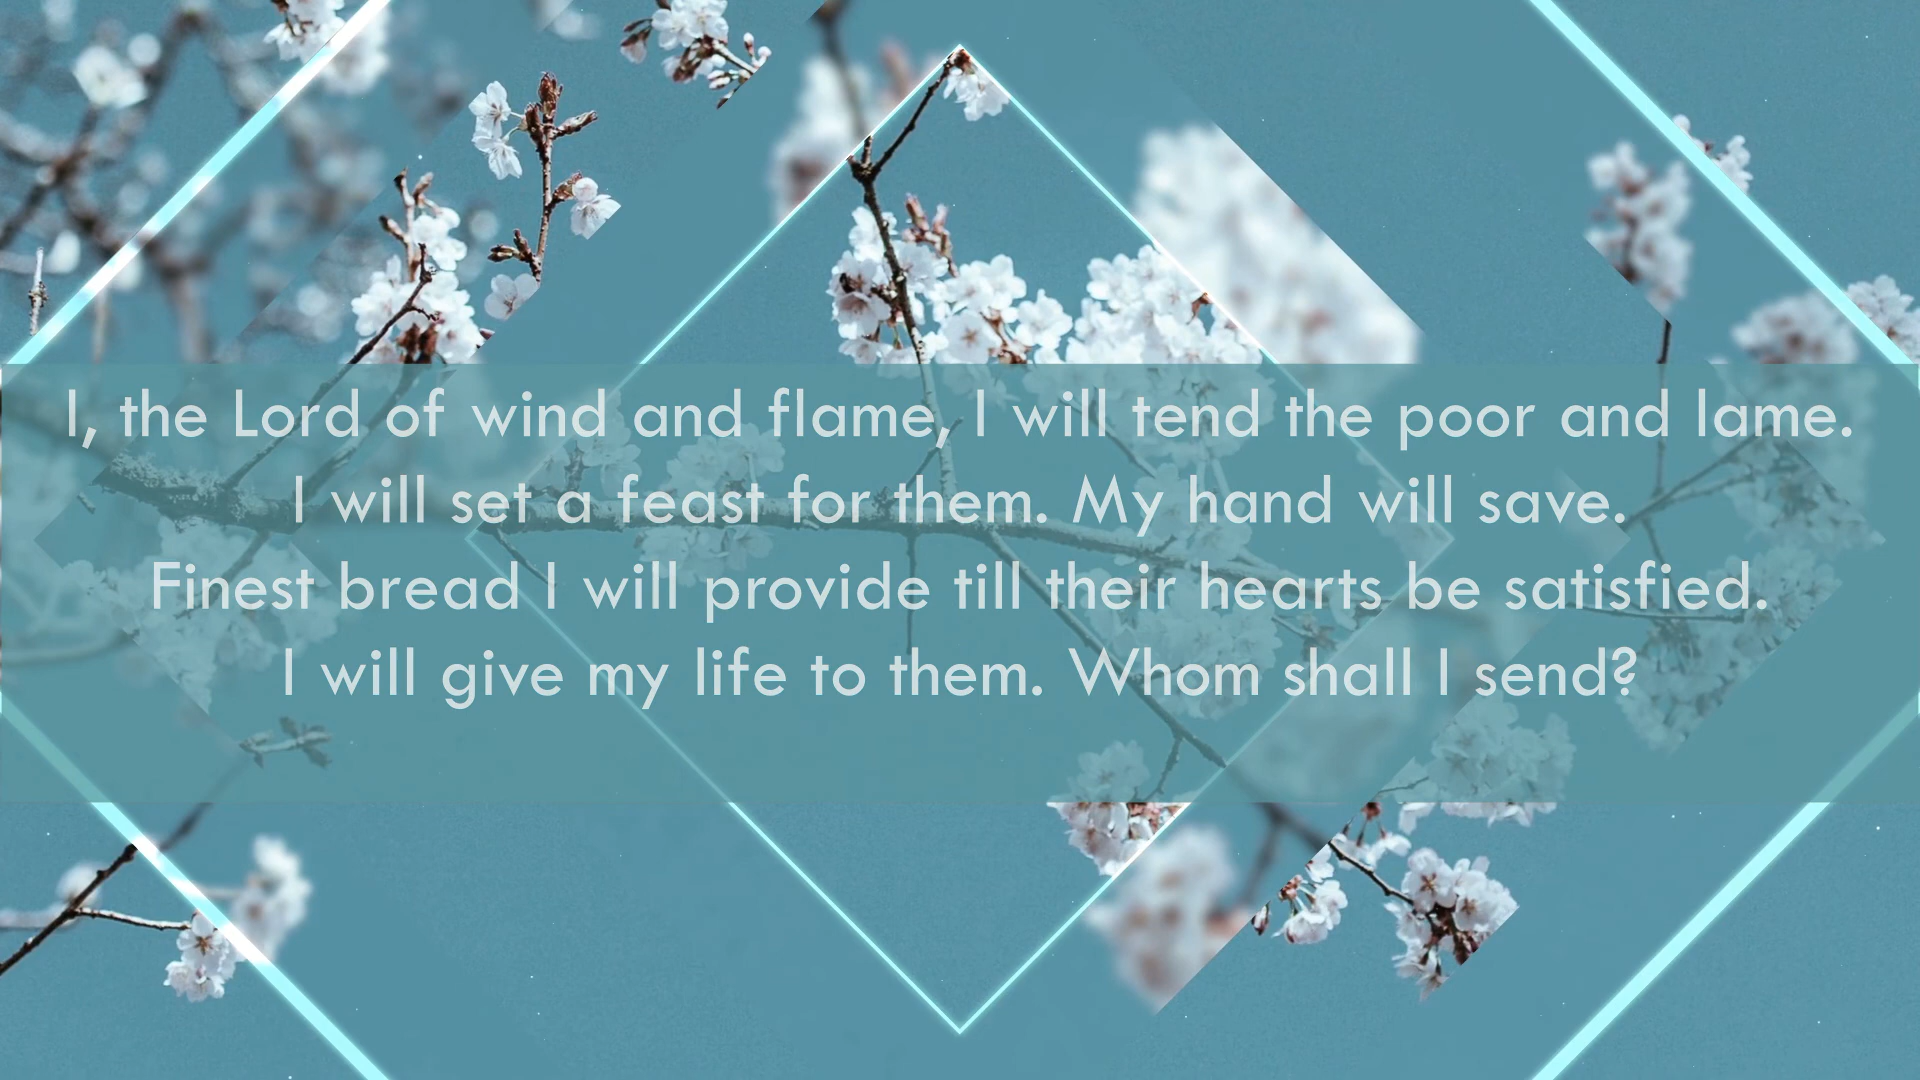 I, the Lord of wind and flame, I will tend the poor and lame.
I will set a feast for them. My hand will save.
Finest bread I will provide till their hearts be satisfied.
I will give my life to them. Whom shall I send?